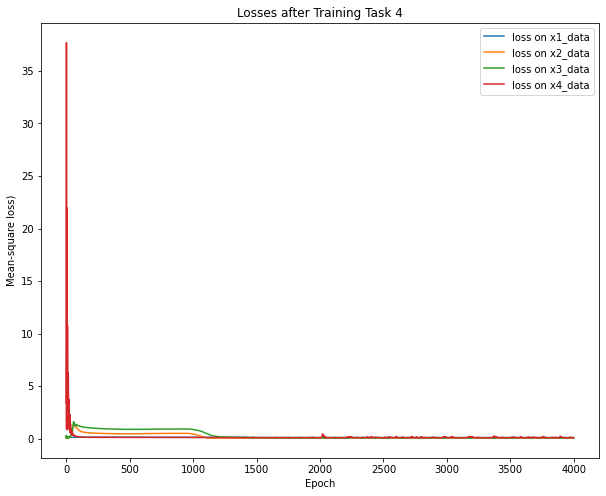 Losses after Training Task 4
loss on x1_data
loss on x2_data
loss on x3_data
loss on x4_data
Mean-square loss)
35
30
25
20
15
10
5
0
0 500 1000 1500 2000 2500 3000 3500 4000
Epoch